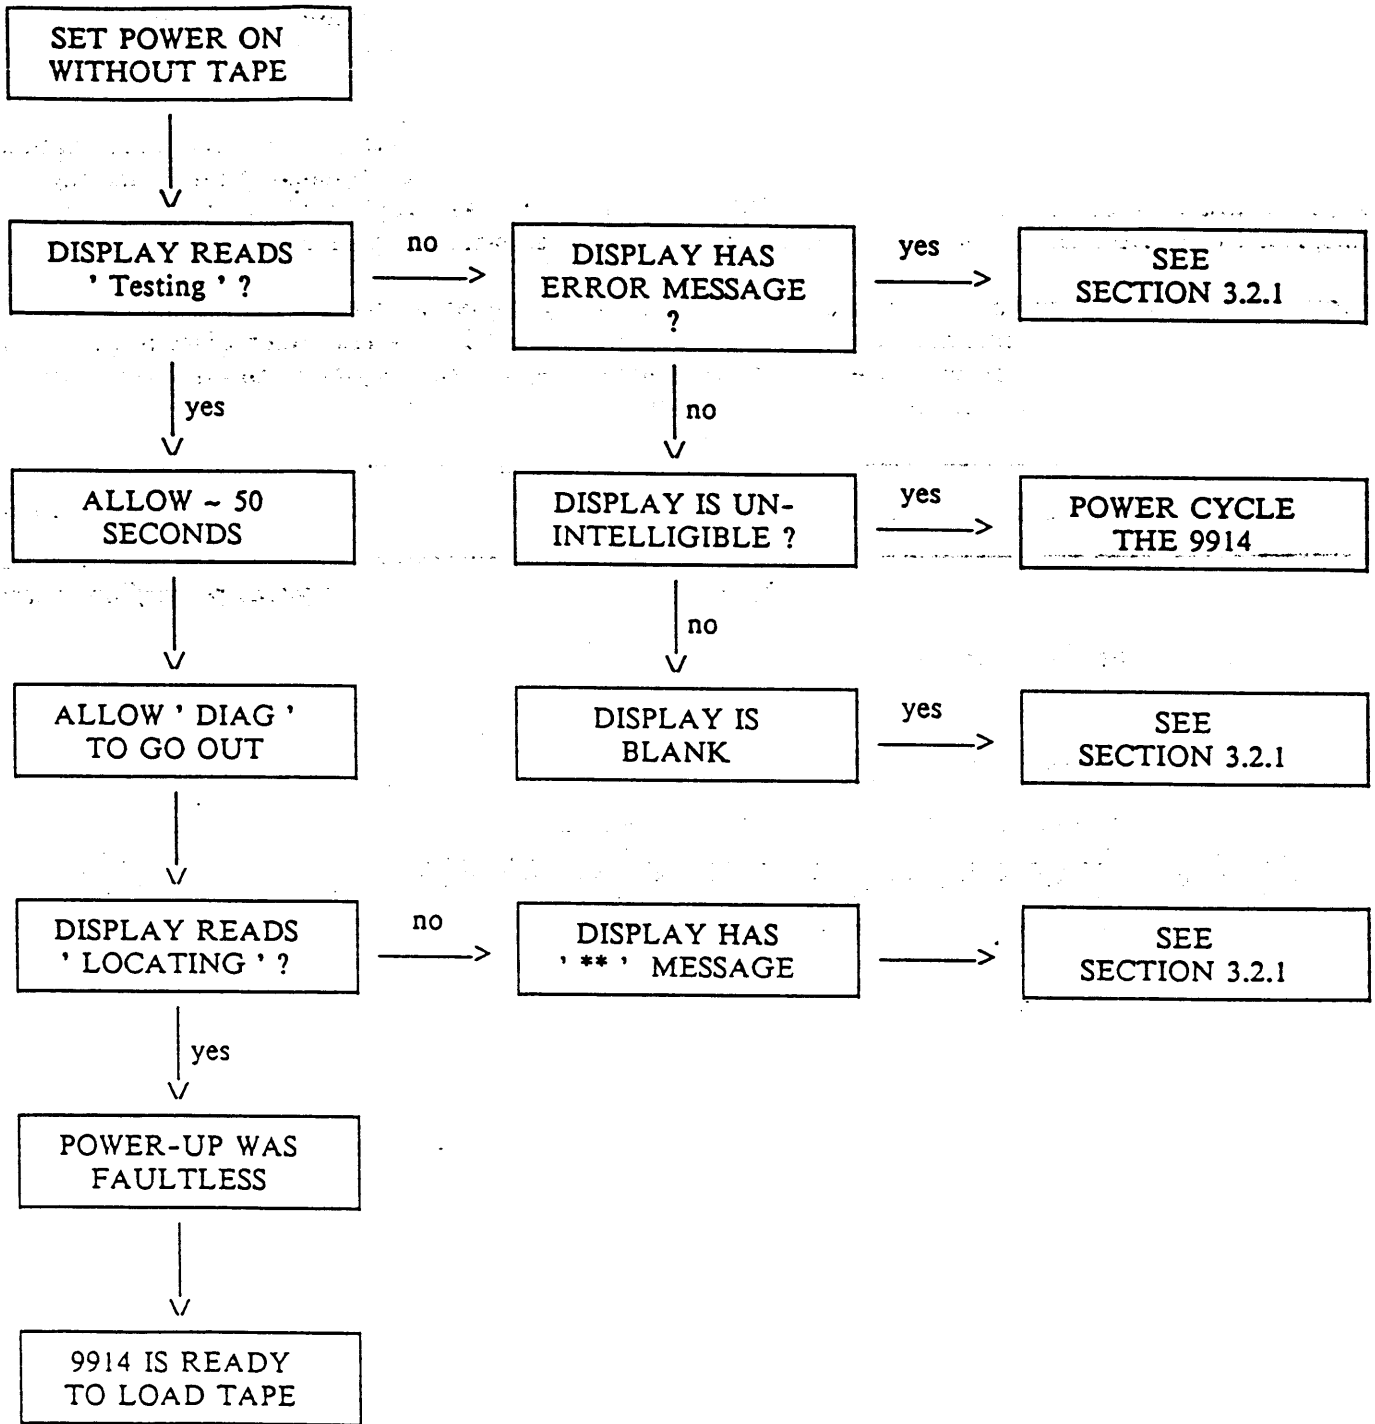 SET POWER ON
WITHOUT TAPE
DISPLAY READS
' Testing ' ?
no
DISPLAY HAS
ERROR MESSAGE
?
yes
SEE
SECTION 3.2.1
yes
no
ALLOW ~ 50
SECONDS
DISPLAY IS UN-
INTELLIGIBLE ?
yes
POWER CYCLE
THE 9914
no
ALLOW ' DIAG '
TO GO OUT
DISPLAY IS
BLANK
yes
SEE
SECTION 3.2.1
DISPLAY READS
' LOCATING ' ?
no
DISPLAY HAS
' ** ' MESSAGE
SEE
SECTION 3.2.1
yes
POWER-UP WAS
FAULTLESS
9914 IS READY
TO LOAD TAPE